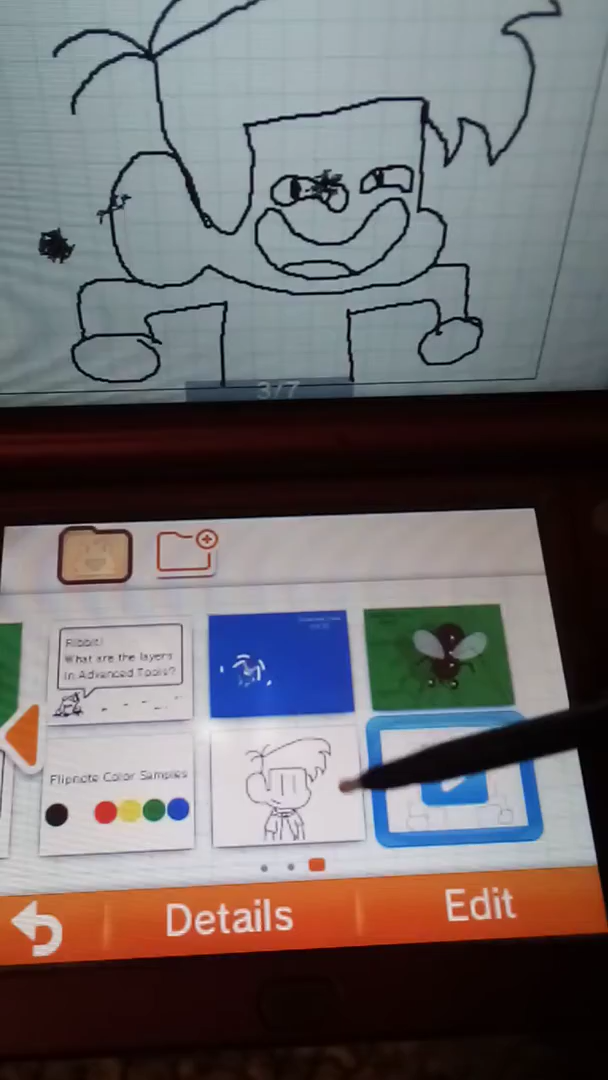 3/7
Ribbit!
What are the layers
in Advanced Tools?
Flipnote Color Samples
Details
Edit